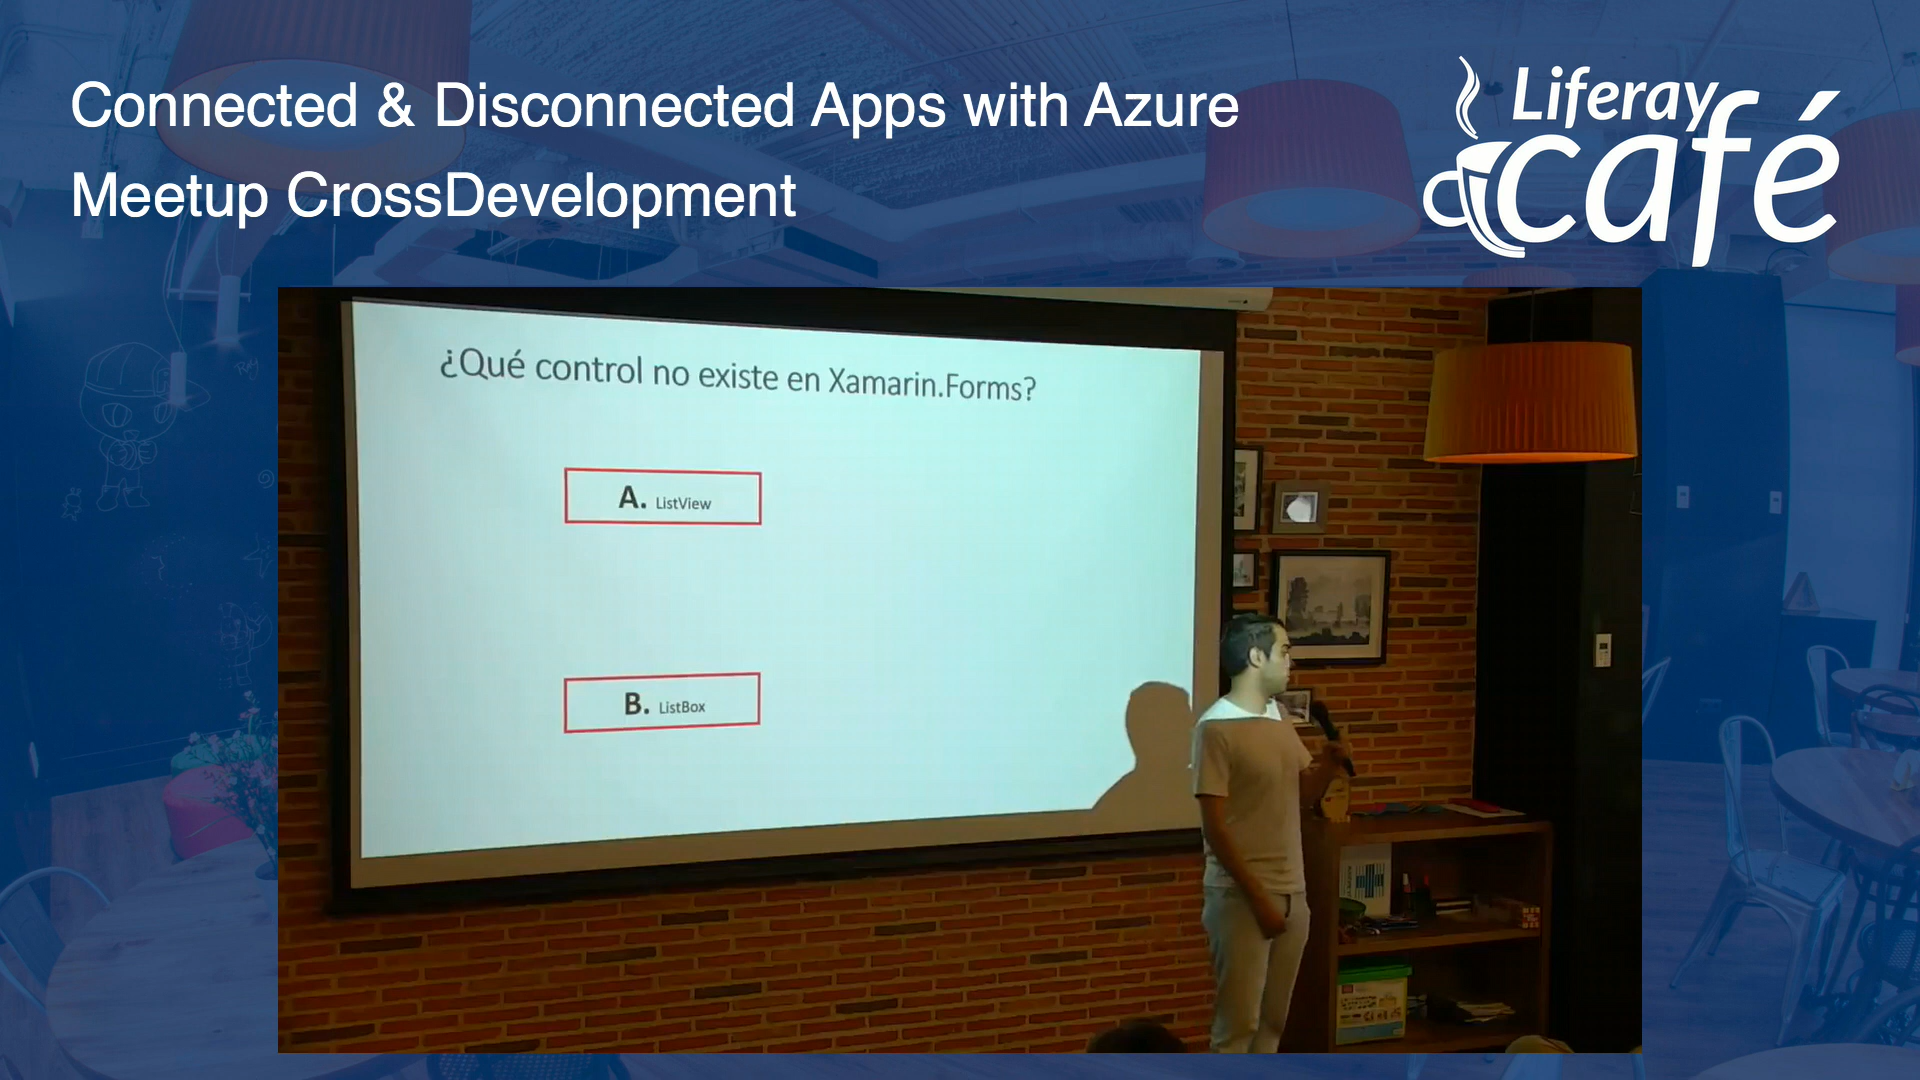 Connected & Disconnected Apps with Azure
Meetup CrossDevelopment
Liferay
café
¿Qué control no existe en Xamarin.Forms?
A. ListView
B. ListBox